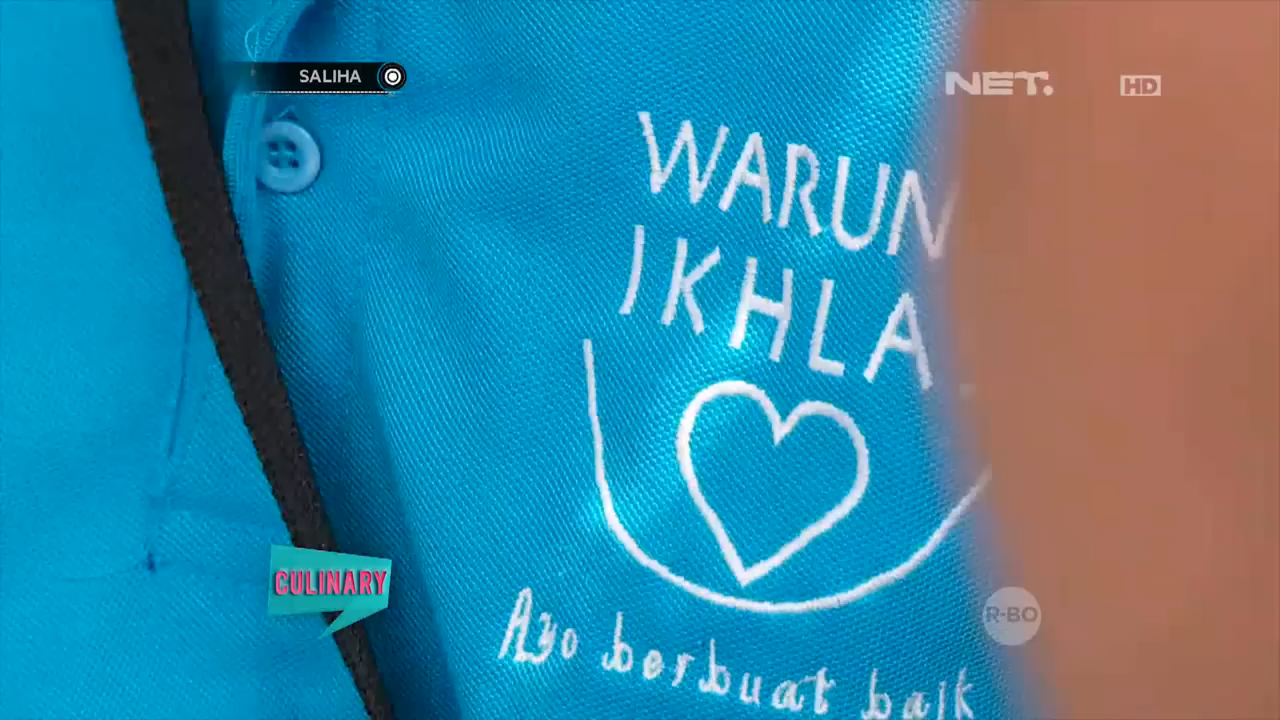 SALIHA
NET.
HD
WARUN
IKHLA
Ayo berbuat baik
CULINARY
R-BO